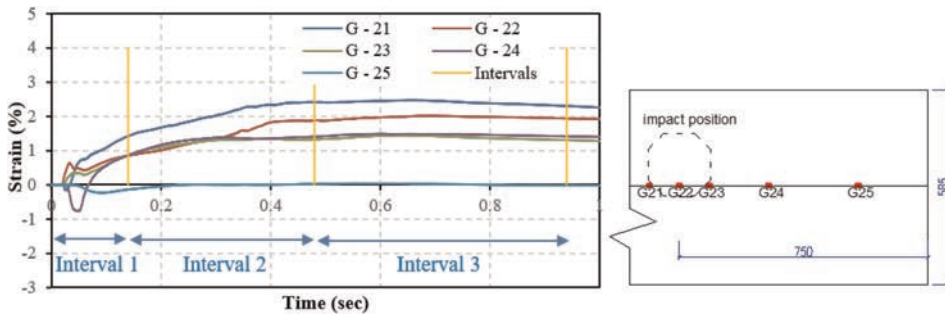 5
4
3
2
1
0
-1
-2
-3
Strain (%)
G - 21
G - 22
G - 23
G - 24
G - 25
Intervals
0
0.2
0.4
0.6
0.8
1
Interval 1
Interval 2
Interval 3
Time (sec)
impact position
G21
G22
G23
G24
G25
750
585